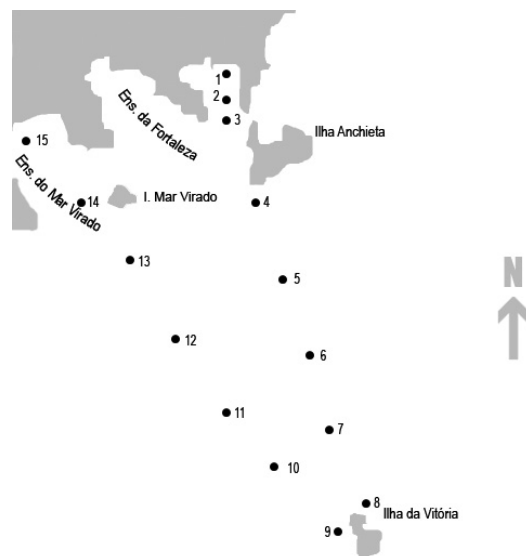 1
2
3
Ens. da Fortaleza
Ilha Anchieta
15
Ens. do Mar Virado
14
I. Mar Virado
4
13
5
N
12
6
11
7
10
8
Ilha da Vitória
9